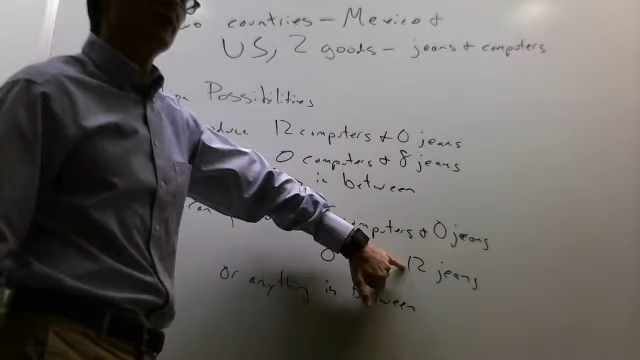 two countries - Mexico &
US, 2 goods - jeans & computers
Possibilities
12 computers & 0 jeans
0 computers & 8 jeans
in between
computers & 0 jeans
0 12 jeans
or anything in between